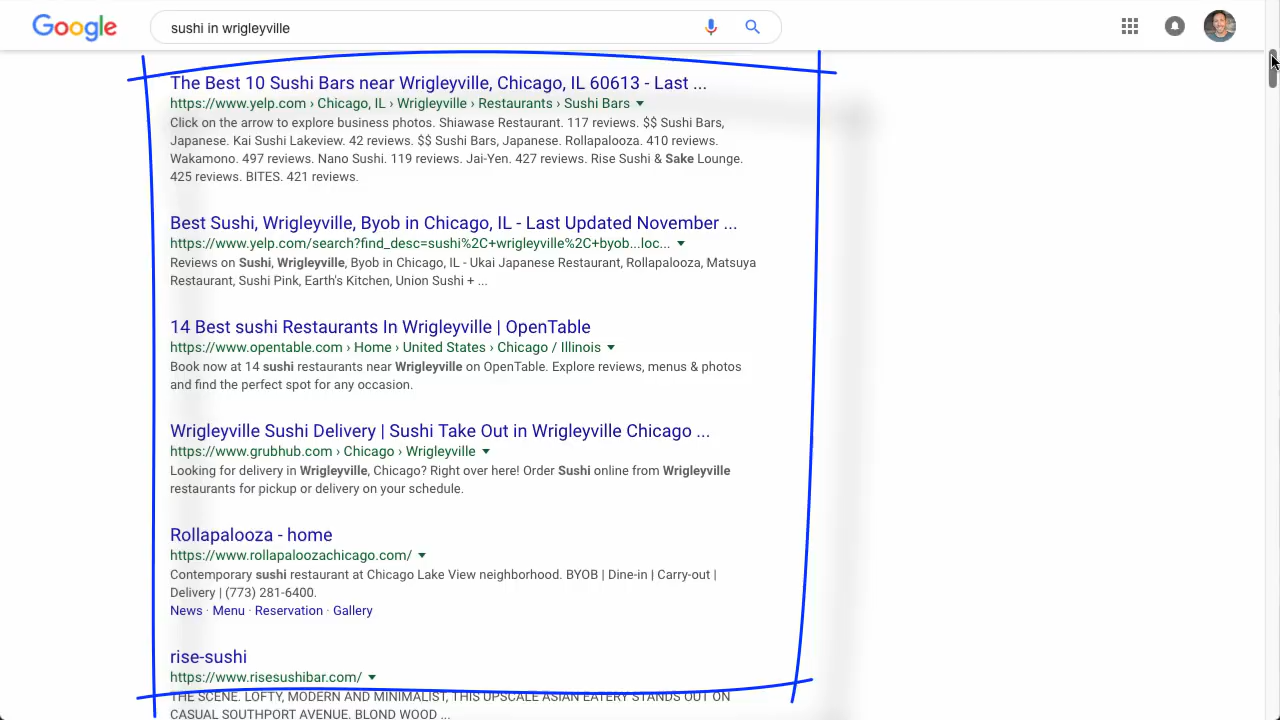 Google
sushi in wrigleyville
The Best 10 Sushi Bars near Wrigleyville, Chicago, IL 60613 - Last ...
https://www.yelp.com › Chicago, IL › Wrigleyville › Restaurants › Sushi Bars
Click on the arrow to explore business photos. Shiawase Restaurant. 117 reviews. $$ Sushi Bars,
Japanese. Kai Sushi Lakeview. 42 reviews. $$ Sushi Bars, Japanese. Rollapalooza. 410 reviews.
Wakamono. 497 reviews. Nano Sushi. 119 reviews. Jai-Yen. 427 reviews. Rise Sushi & Sake Lounge.
425 reviews. BITES. 421 reviews.
Best Sushi, Wrigleyville, Byob in Chicago, IL - Last Updated November ...
https://www.yelp.com/search?find_desc=sushi%2C+wrigleyville%2C+byob...loc...
Reviews on Sushi, Wrigleyville, Byob in Chicago, IL - Ukai Japanese Restaurant, Rollapalooza, Matsuya
Restaurant, Sushi Pink, Earth's Kitchen, Union Sushi + ...
14 Best sushi Restaurants In Wrigleyville | OpenTable
https://www.opentable.com › Home › United States › Chicago / Illinois
Book now at 14 sushi restaurants near Wrigleyville on OpenTable. Explore reviews, menus & photos
and find the perfect spot for any occasion.
Wrigleyville Sushi Delivery | Sushi Take Out in Wrigleyville Chicago ...
https://www.grubhub.com › Chicago › Wrigleyville
Looking for delivery in Wrigleyville, Chicago? Right over here! Order Sushi online from Wrigleyville
restaurants for pickup or delivery on your schedule.
Rollapalooza - home
https://www.rollapaloozachicago.com/
Contemporary sushi restaurant at Chicago Lake View neighborhood. BYOB | Dine-in | Carry-out |
Delivery | (773) 281-6400.
News · Menu · Reservation · Gallery
rise-sushi
https://www.risesushibar.com/
THE SCENE. LOFTY, MODERN AND MINIMALIST, THIS UPSCALE ASIAN EATERY STANDS OUT ON
CASUAL SOUTHPORT AVENUE. BLOND WOOD ...